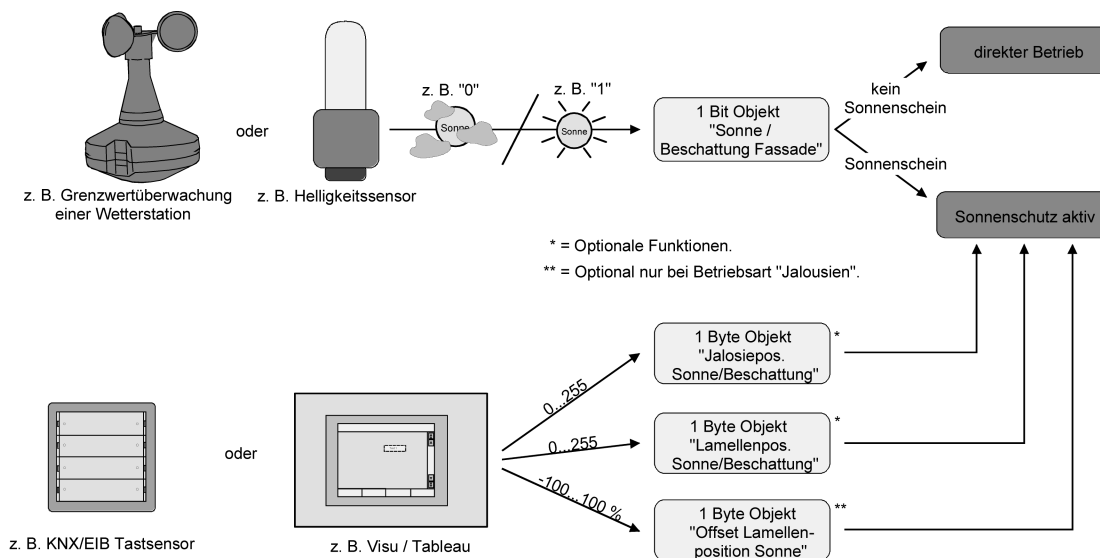 direkter Betrieb
z. B. "0"
z. B. "1"
kein
Sonnenschein
1 Bit Objekt
"Sonne /
Beschattung Fassade"
oder
Sonne
Sonne
Sonnenschein
z. B. Grenzwertüberwachung
einer Wetterstation
z. B. Helligkeitssensor
Sonnenschutz aktiv
* = Optionale Funktionen.
** = Optional nur bei Betriebsart "Jalousien".
1 Byte Objekt
"Jalosiepos.
Sonne/Beschattung"
*
0...255
1 Byte Objekt
"Lamellenpos.
Sonne/Beschattung"
*
0...255
oder
-100...100 %
1 Byte Objekt
"Offset Lamellen-
position Sonne"
**
z. B. KNX/EIB Tastsensor
z. B. Visu / Tableau